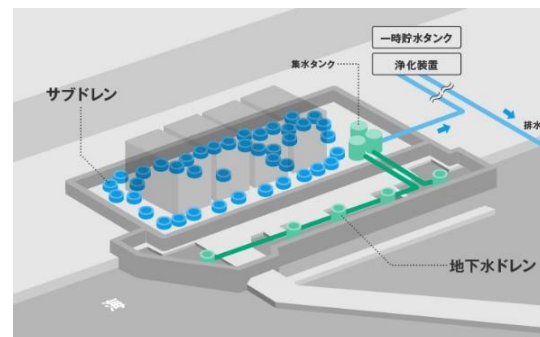 一時貯水タンク
浄化装置
集水タンク
サブドレン
排水
地下水ドレン
海